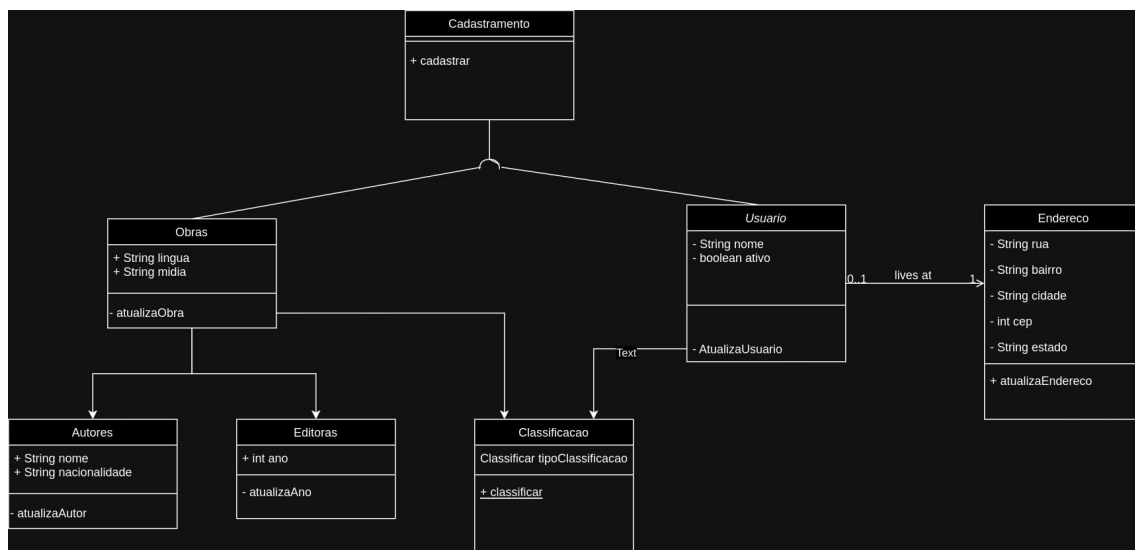 Cadastramento
+ cadastrar
Obras
+ String lingua
+ String midia
- atualizaObra
Usuario
- String nome
- boolean ativo
- AtualizaUsuario
0..1
lives at
1
Endereco
- String rua
- String bairro
- String cidade
- int cep
- String estado
+ atualizaEndereco
Text
Autores
+ String nome
+ String nacionalidade
- atualizaAutor
Editoras
+ int ano
- atualizaAno
Classificacao
Classificar tipoClassificacao
+ classificar